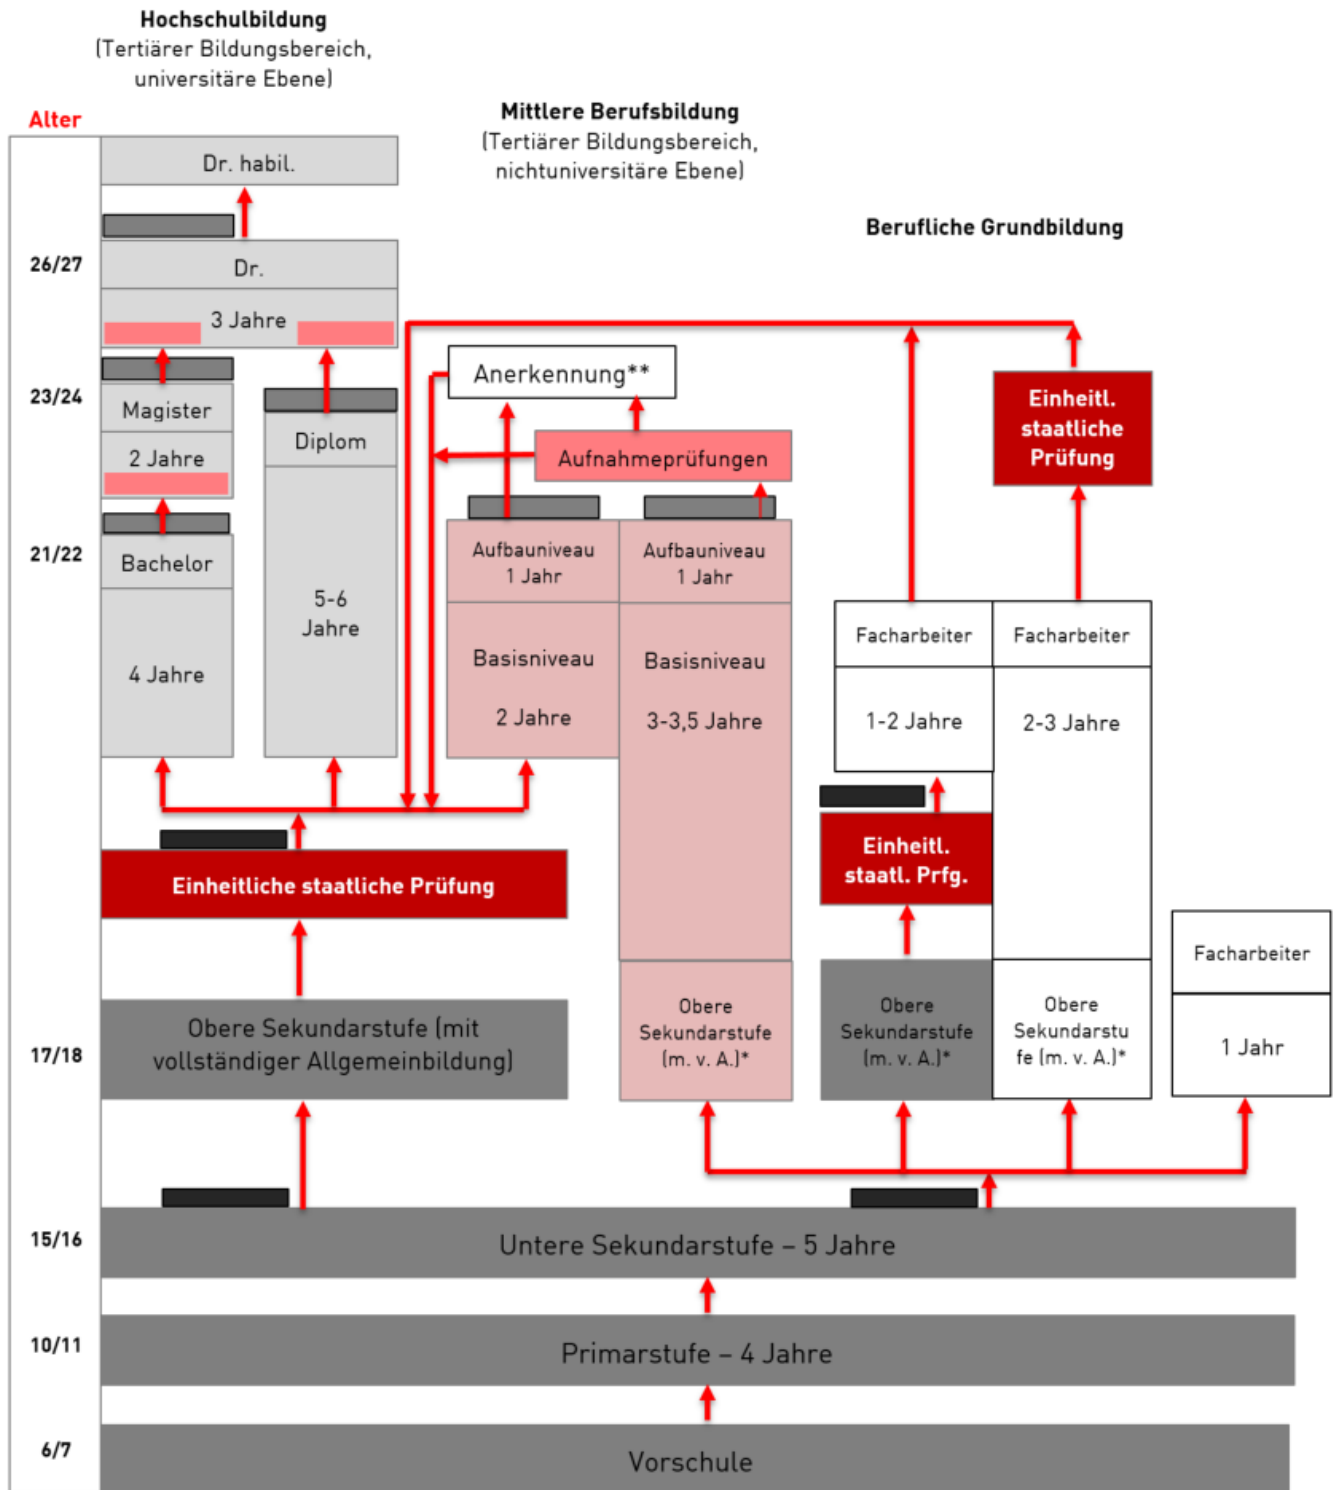 Hochschulbildung
(Tertiärer Bildungsbereich,
universitäre Ebene)
Mittlere Berufsbildung
(Tertiärer Bildungsbereich,
nichtuniversitäre Ebene)
Berufliche Grundbildung
Alter
Dr. habil.
26/27
Dr.
3 Jahre
Anerkennung**
23/24
Magister
2 Jahre
Diplom
Aufnahmeprüfungen
Einheitl.
staatliche
Prüfung
21/22
Bachelor
4 Jahre
5-6
Jahre
Aufbauniveau
1 Jahr
Basisniveau
2 Jahre
Aufbauniveau
1 Jahr
Basisniveau
3-3,5 Jahre
Facharbeiter
1-2 Jahre
Facharbeiter
2-3 Jahre
Einheitliche staatliche Prüfung
Einheitl.
staatl. Prfg.
Facharbeiter
1 Jahr
17/18
Obere Sekundarstufe (mit
vollständiger Allgemeinbildung)
Obere
Sekundarstufe
(m. v. A.)*
Obere
Sekundarstufe
(m. v. A.)*
Obere
Sekundarstu
fe (m. v. A.)*
15/16
Untere Sekundarstufe – 5 Jahre
10/11
Primarstufe – 4 Jahre
6/7
Vorschule